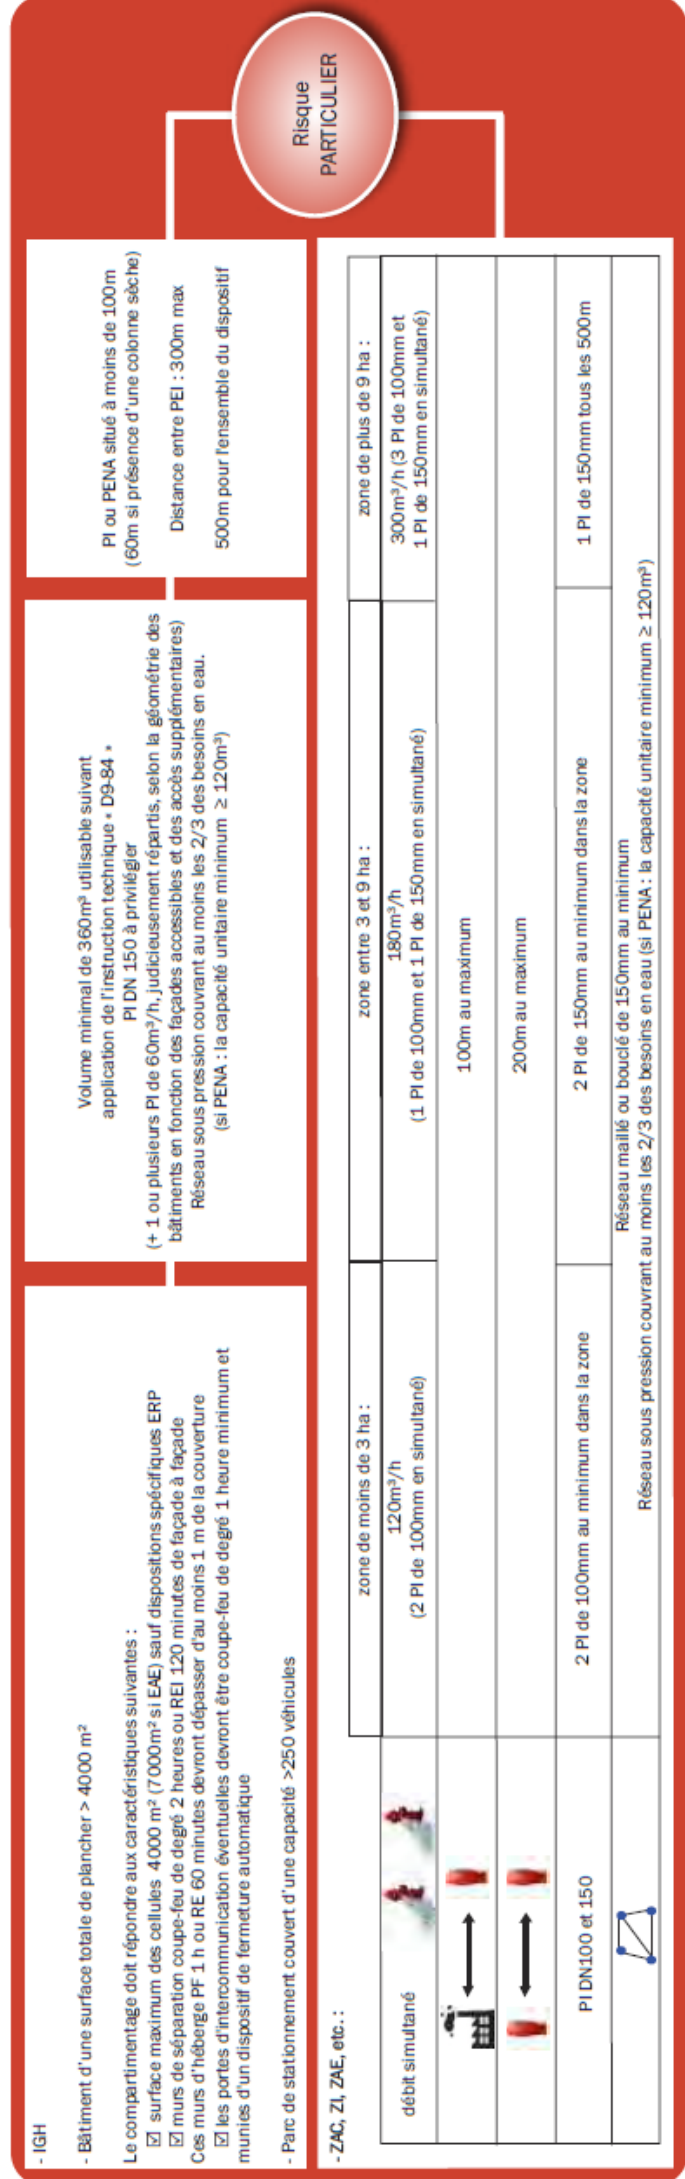 Risque
PARTICULIER
- IGH
- Bâtiment d'une surface totale de plancher > 4000 m²
Le compartimentage doit répondre aux caractéristiques suivantes :
☑ surface maximum des cellules 4000 m² (7000m² si EAE) sauf dispositions spécifiques ERP
☑ murs de séparation coupe-feu de degré 2 heures ou REI 120 minutes de façade à façade
Ces murs d'héberge PF 1 h ou RE 60 minutes devront dépasser d'au moins 1 m de la couverture
☑ les portes d'intercommunication éventuelles devront être coupe-feu de degré 1 heure minimum et
munies d'un dispositif de fermeture automatique
- Parc de stationnement couvert d'une capacité >250 véhicules
Volume minimal de 360m³ utilisable suivant
application de l'instruction technique « D9-84 »
PI DN 150 à privilégier
(+ 1 ou plusieurs PI de 60m³/h, judicieusement répartis, selon la géométrie des
bâtiments en fonction des façades accessibles et des accès supplémentaires)
Réseau sous pression couvrant au moins les 2/3 des besoins en eau.
(si PENA : la capacité unitaire minimum ≥ 120m³)
PI ou PENA situé à moins de 100m
(60m si présence d'une colonne sèche)
Distance entre PEI : 300m max
500m pour l'ensemble du dispositif
- ZAC, ZI, ZAE, etc. :
zone de moins de 3 ha :
zone entre 3 et 9 ha :
zone de plus de 9 ha :
débit simultané
120m³/h
(2 PI de 100mm en simultané)
180m³/h
(1 PI de 100mm et 1 PI de 150mm en simultané)
300m³/h (3 PI de 100mm et
1 PI de 150mm en simultané)
100m au maximum
200m au maximum
PI DN100 et 150
2 PI de 100mm au minimum dans la zone
2 PI de 150mm au minimum dans la zone
1 PI de 150mm tous les 500m
Réseau maillé ou bouclé de 150mm au minimum
Réseau sous pression couvrant au moins les 2/3 des besoins en eau (si PENA : la capacité unitaire minimum ≥ 120m³)